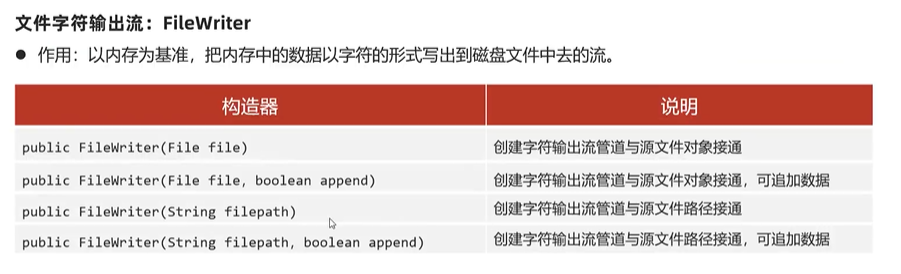 文件字符输出流：FileWriter
● 作用：以内存为基准，把内存中的数据以字符的形式写出到磁盘文件中去的流。
构造器 说明
public FileWriter(File file) 创建字符输出流管道与源文件对象接通
public FileWriter(File file, boolean append) 创建字符输出流管道与源文件对象接通，可追加数据
public FileWriter(String filepath) 创建字符输出流管道与源文件路径接通
public FileWriter(String filepath, boolean append) 创建字符输出流管道与源文件路径接通，可追加数据